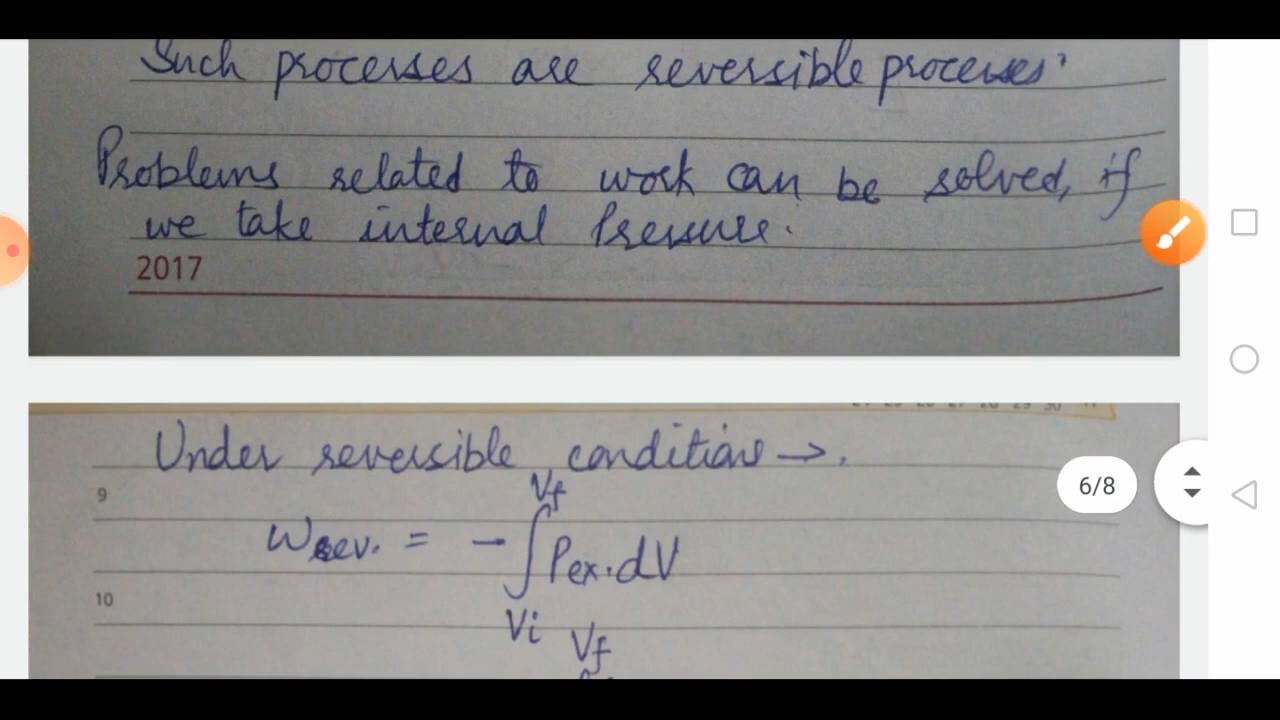 Such processes are reversible processes'
Problems related to work can be solved, if
we take internal Pressure.
2017
Under reversible conditions →.
9
Vf
Wrev. = - ∫ Pex. dV
10
Vi
Vf
6/8